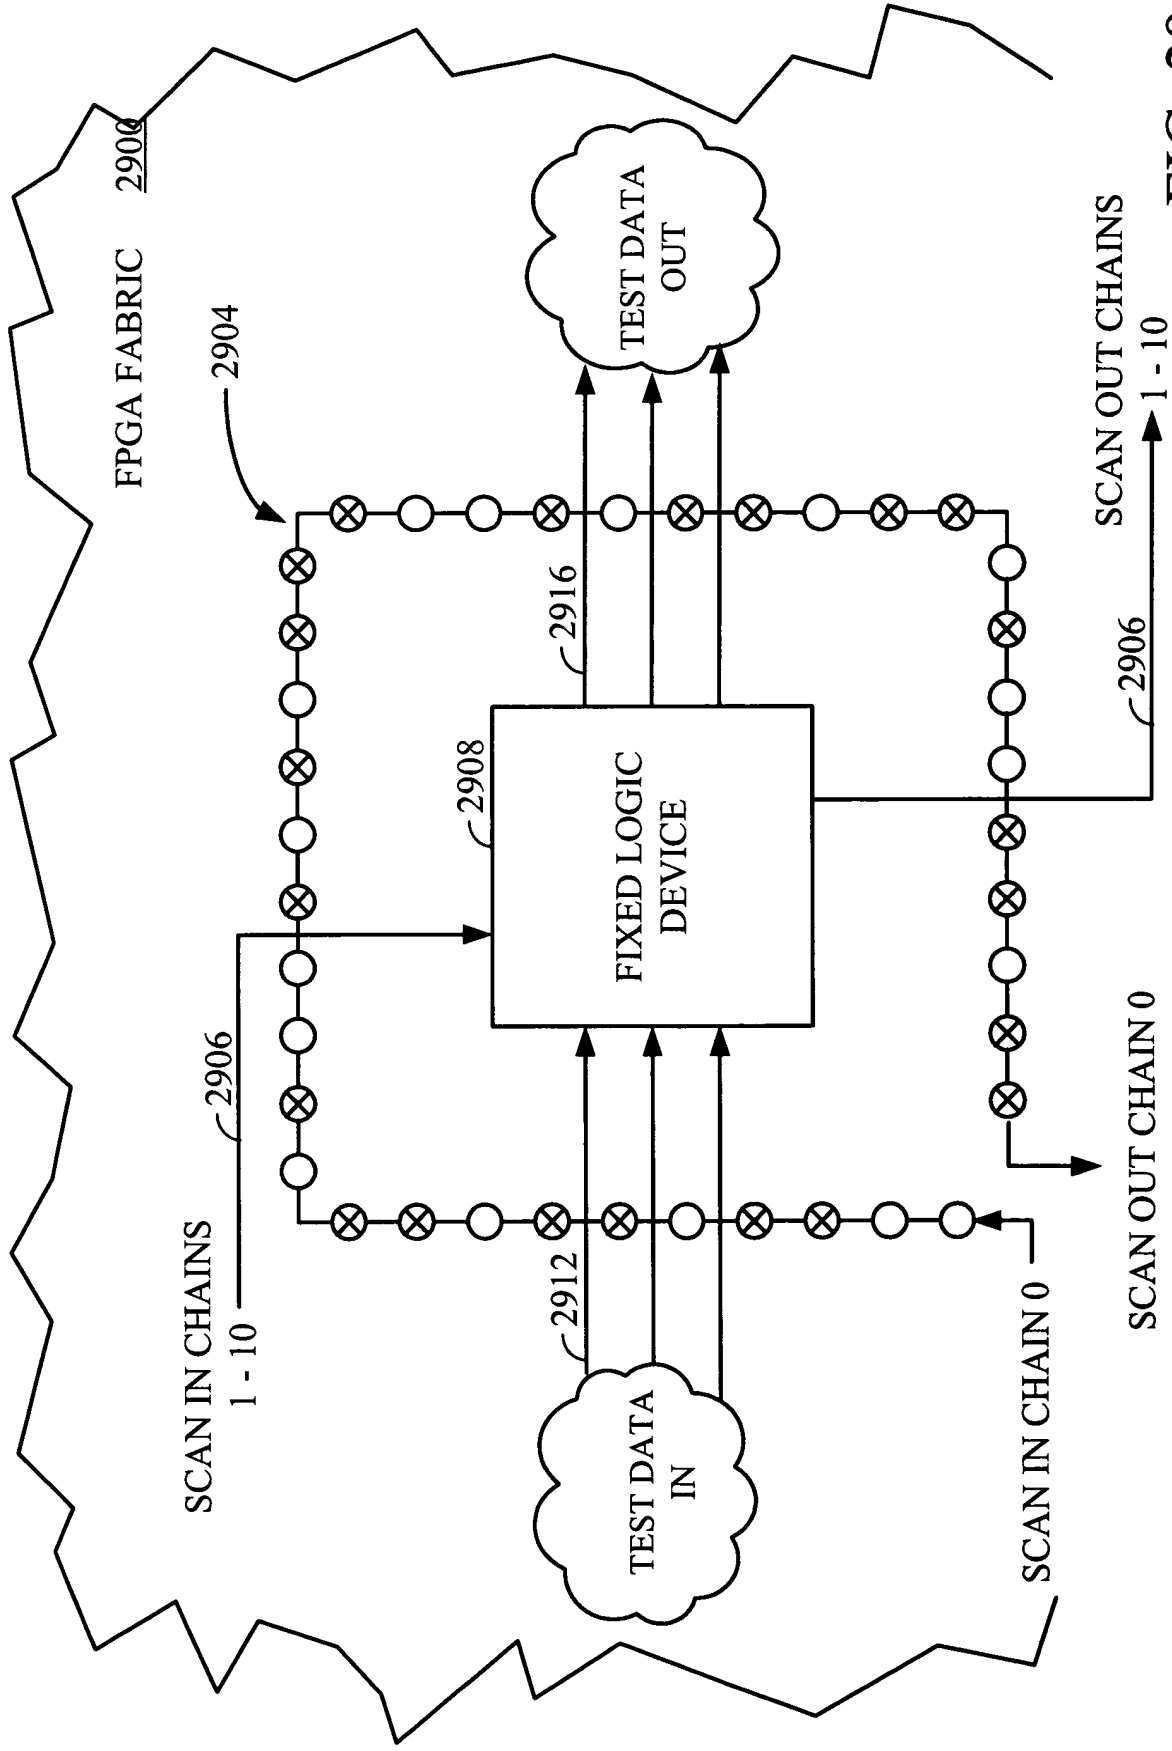 FPGA FABRIC 2900
2904
SCAN IN CHAINS
1 - 10
2906
2908
FIXED LOGIC
DEVICE
2912
2916
TEST DATA
IN
TEST DATA
OUT
SCAN IN CHAIN 0
SCAN OUT CHAIN 0
2906
SCAN OUT CHAINS
1 - 10